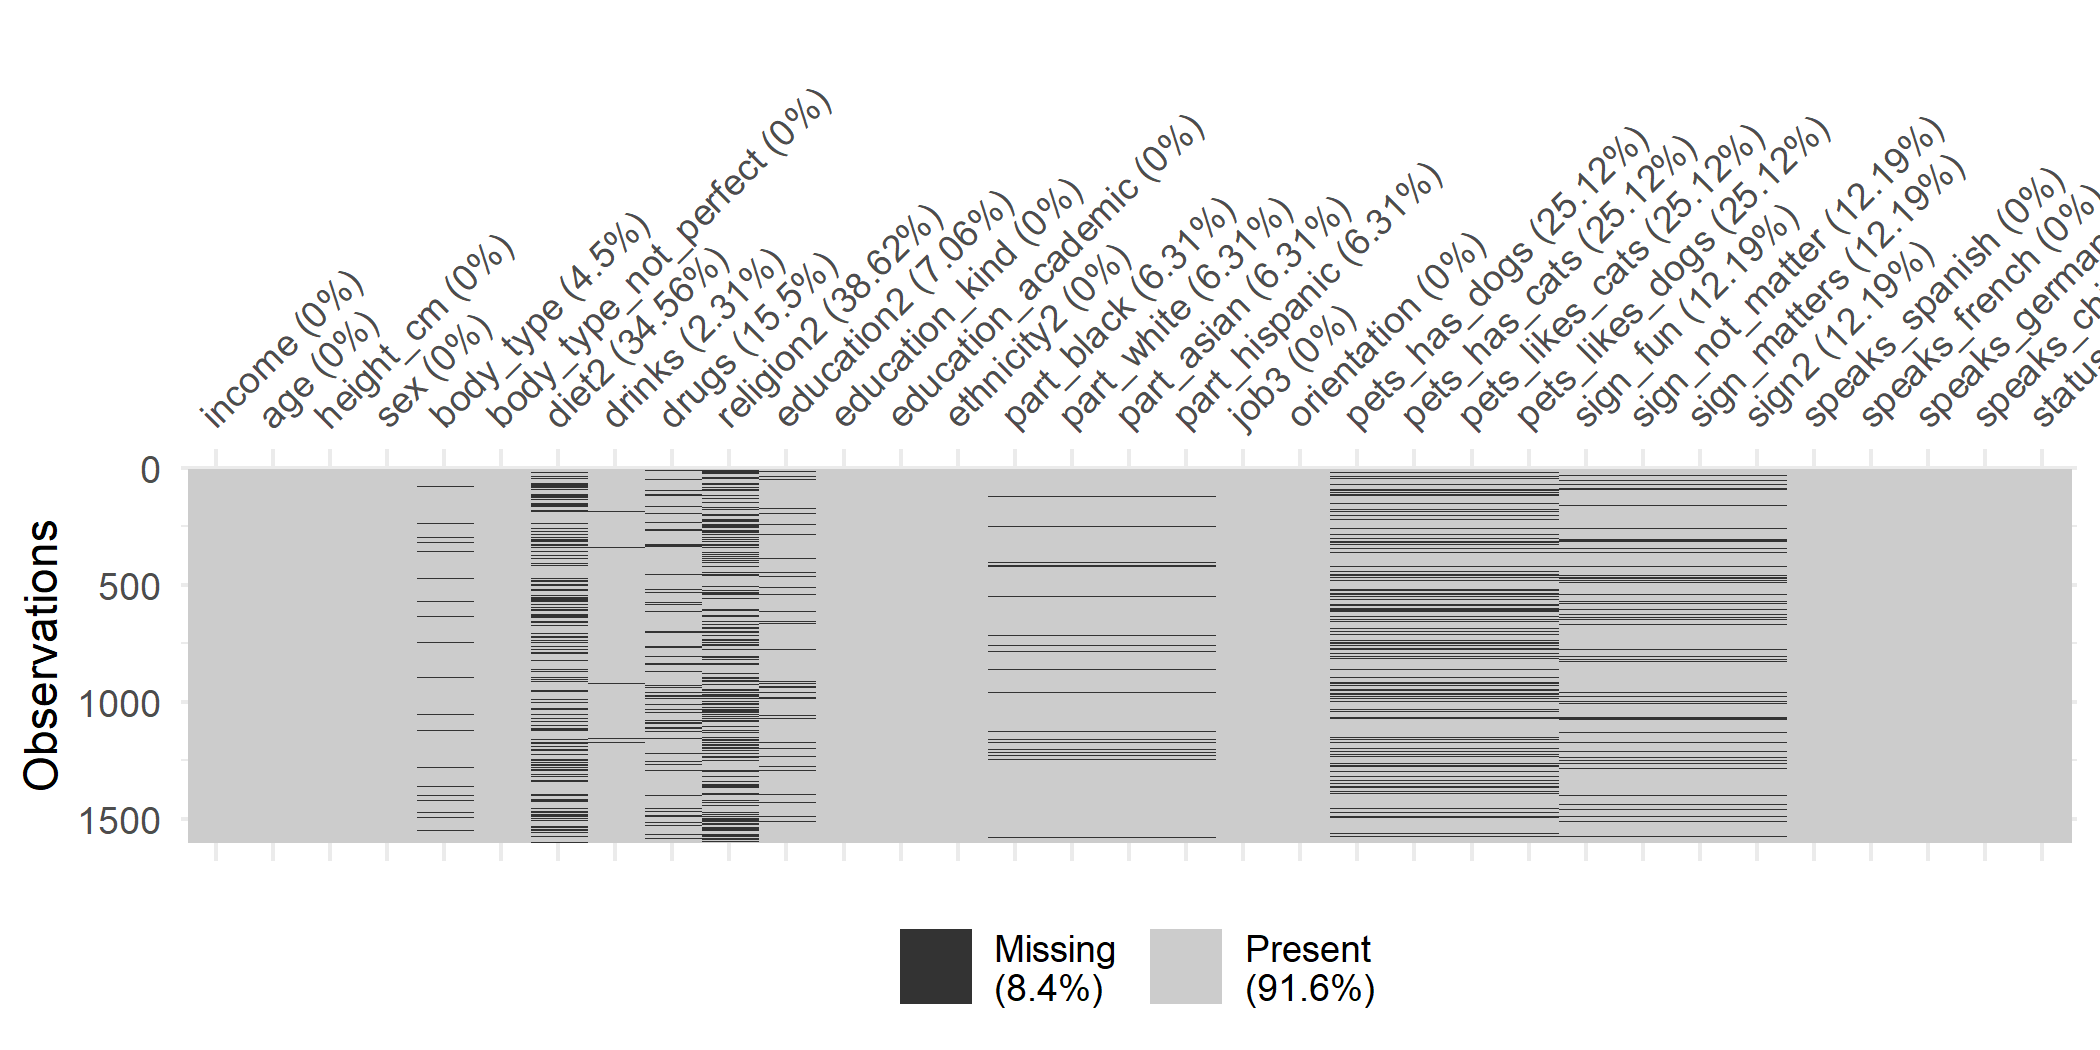 income (0%)
age (0%)
height_cm (0%)
sex (0%)
body_type (4.5%)
body_type_not_perfect (0%)
diet2 (34.56%)
drinks (2.31%)
drugs (15.5%)
religion2 (38.62%)
education2 (7.06%)
education_kind (0%)
education_academic (0%)
ethnicity2 (0%)
part_black (6.31%)
part_white (6.31%)
part_asian (6.31%)
part_hispanic (6.31%)
job3 (0%)
orientation (0%)
pets_has_dogs (25.12%)
pets_has_cats (25.12%)
pets_likes_cats (25.12%)
pets_likes_dogs (25.12%)
sign_fun (12.19%)
sign_not_matter (12.19%)
sign_matters (12.19%)
sign2 (12.19%)
speaks_spanish (0%)
speaks_french (0%)
speaks_german
speaks_chi
status
0
500
1000
1500
Observations
Missing
(8.4%)
Present
(91.6%)